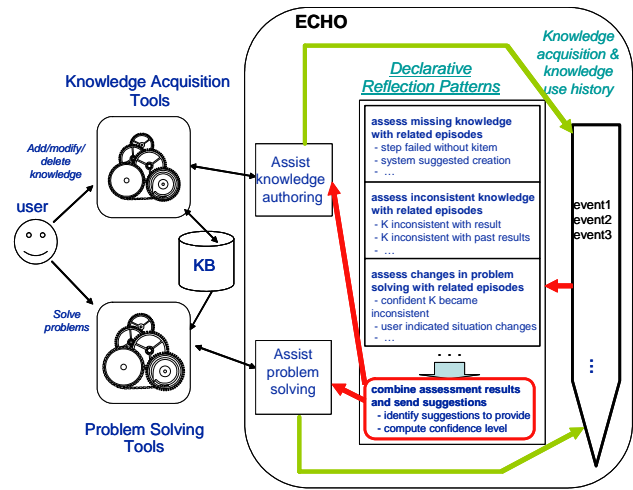 ECHO
Knowledge
acquisition &
knowledge
use history
Declarative
Reflection Patterns
Knowledge Acquisition
Tools
Add/modify/
delete
knowledge
user
KB
Solve
problems
Problem Solving
Tools
Assist
knowledge
authoring
Assist
problem
solving
assess missing knowledge
with related episodes
- step failed without kitem
- system suggested creation
- ...
assess inconsistent knowledge
with related episodes
- K inconsistent with result
- K inconsistent with past results
- ...
assess changes in problem
solving with related episodes
- confident K became
inconsistent
- user indicated situation changes
- ...
...
combine assessment results
and send suggestions
- identify suggestions to provide
- compute confidence level
event1
event2
event3
...